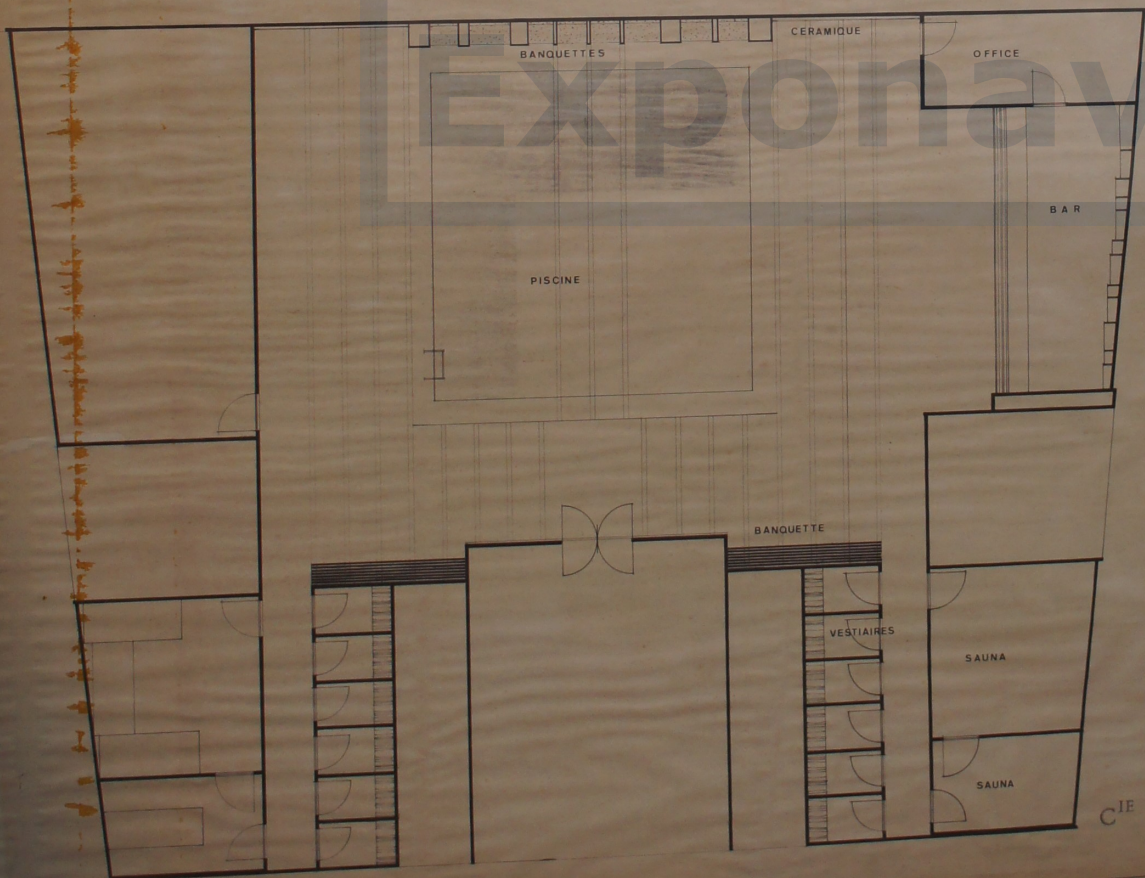 Exponav
BANQUETTES
CERAMIQUE
OFFICE
BAR
PISCINE
BANQUETTE
VESTIAIRES
SAUNA
SAUNA
CIE